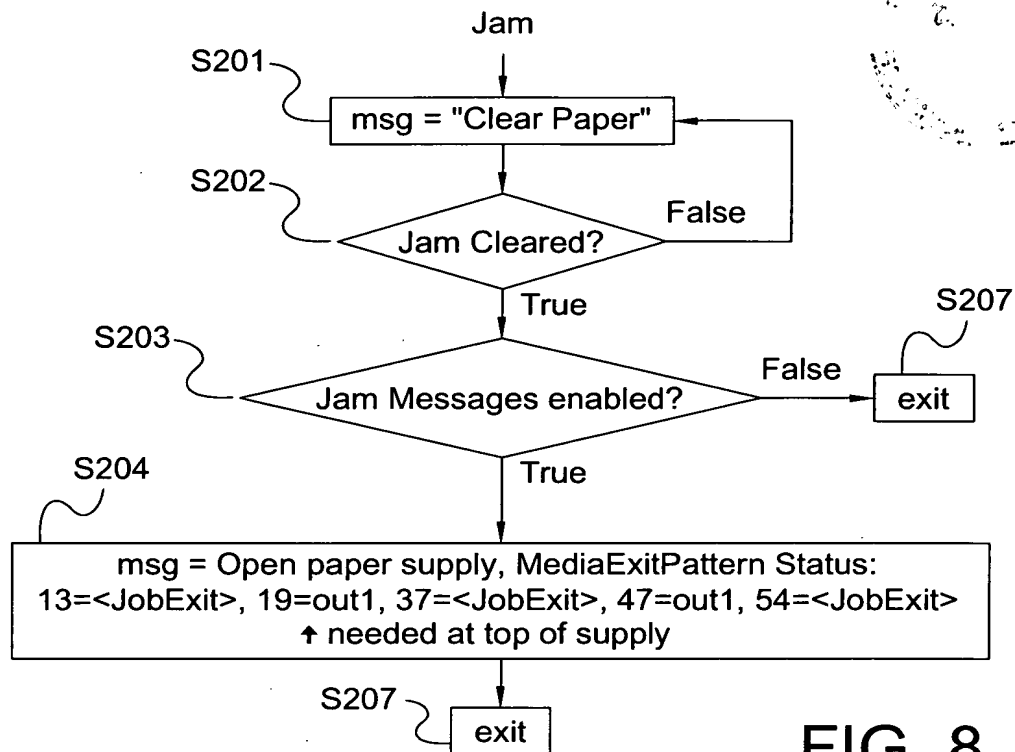 Jam
S201
msg = "Clear Paper"
S202
Jam Cleared?
False
True
S203
Jam Messages enabled?
False
S207
exit
True
S204
msg = Open paper supply, MediaExitPattern Status:
13=<JobExit>, 19=out1, 37=<JobExit>, 47=out1, 54=<JobExit>
↑ needed at top of supply
S207
exit
FIG. 8